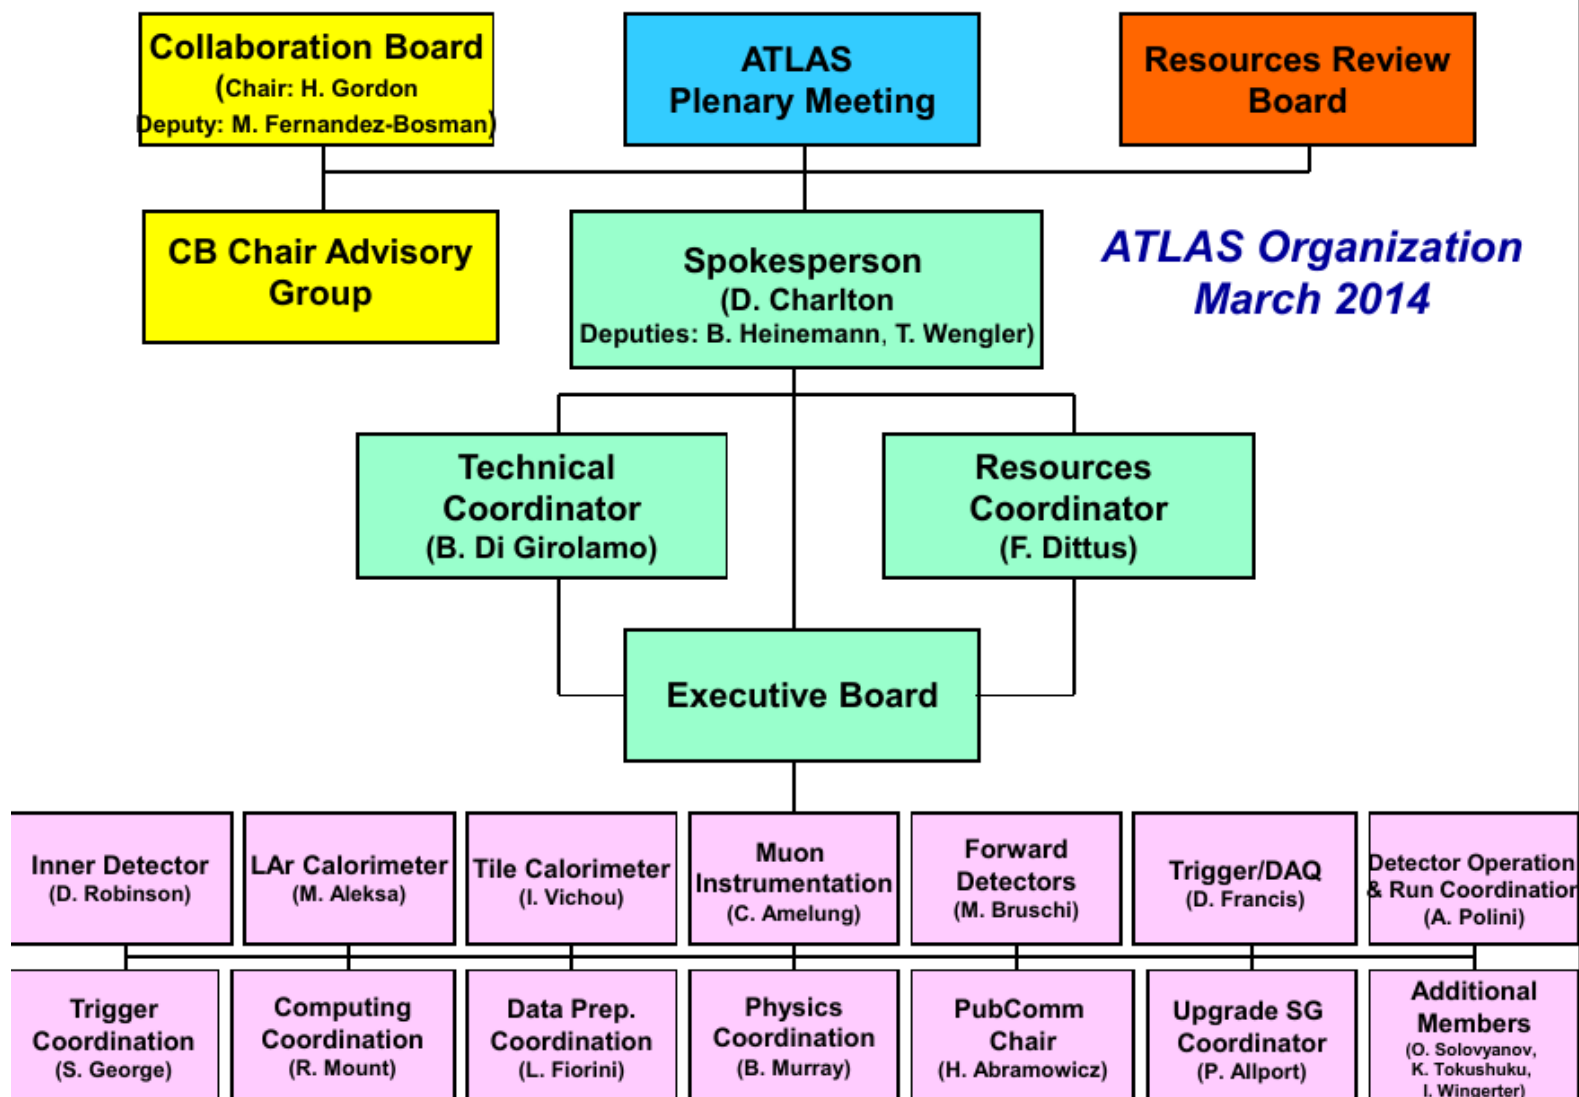 Collaboration Board
(Chair: H. Gordon
Deputy: M. Fernandez-Bosman)
ATLAS
Plenary Meeting
Resources Review
Board
CB Chair Advisory
Group
Spokesperson
(D. Charlton
Deputies: B. Heinemann, T. Wengler)
ATLAS Organization
March 2014
Technical
Coordinator
(B. Di Girolamo)
Resources
Coordinator
(F. Dittus)
Executive Board
Inner Detector
(D. Robinson)
LAr Calorimeter
(M. Aleksa)
Tile Calorimeter
(I. Vichou)
Muon
Instrumentation
(C. Amelung)
Forward
Detectors
(M. Bruschi)
Trigger/DAQ
(D. Francis)
Detector Operation
& Run Coordination
(A. Polini)
Trigger
Coordination
(S. George)
Computing
Coordination
(R. Mount)
Data Prep.
Coordination
(L. Fiorini)
Physics
Coordination
(B. Murray)
PubComm
Chair
(H. Abramowicz)
Upgrade SG
Coordinator
(P. Allport)
Additional
Members
(O. Solovyanov,
K. Tokushuku,
I. Wingerter)